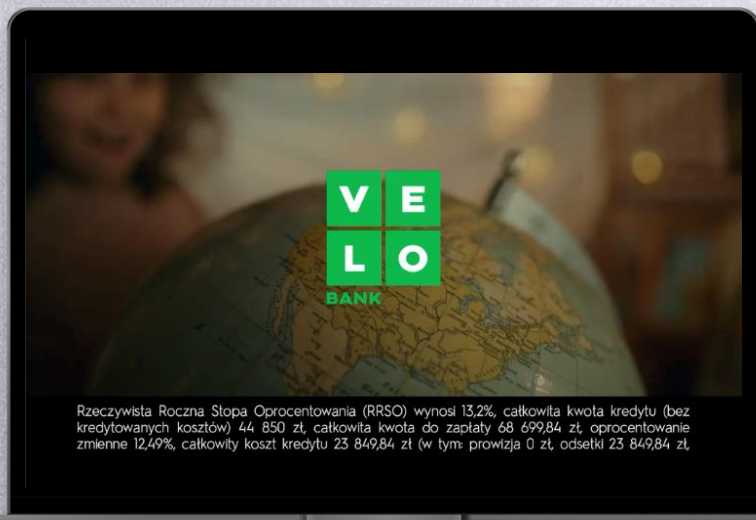 V E
L O
BANK
Rzeczywista Roczna Stopa Oprocentowania (RRSO) wynosi 13,2%, całkowita kwota kredytu (bez
kredytowanych kosztów) 44 850 zł, całkowita kwota do zapłaty 68 699,84 zł, oprocentowanie
zmienne 12,49%, całkowity koszt kredytu 23 849,84 zł (w tym: prowizja 0 zł, odsetki 23 849,84 zł,